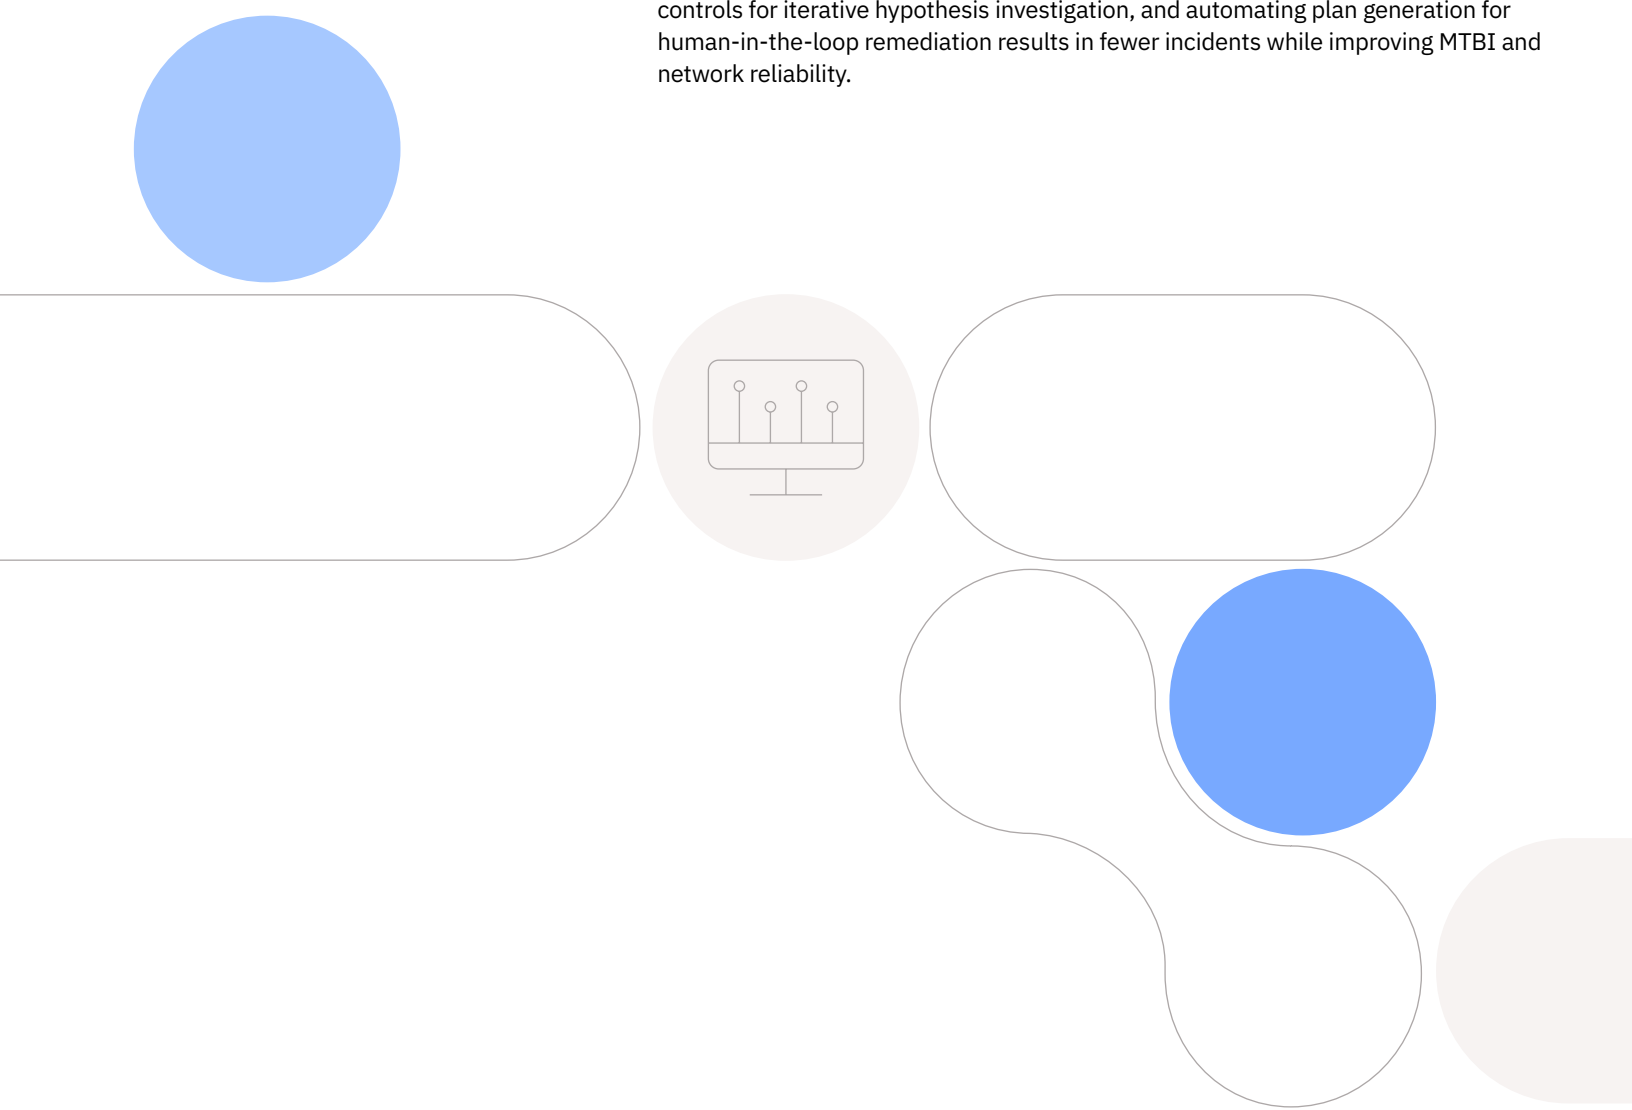 controls for iterative hypothesis investigation, and automating plan generation for
human-in-the-loop remediation results in fewer incidents while improving MTBI and
network reliability.